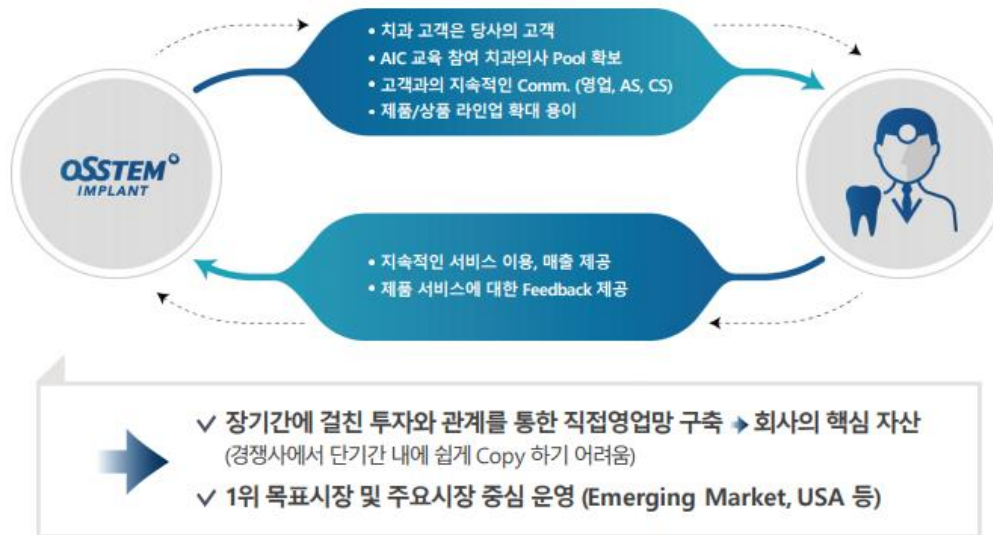 • 치과 고객은 당사의 고객
• AIC 교육 참여 치과의사 Pool 확보
• 고객과의 지속적인 Comm. (영업, AS, CS)
• 제품/상품 라인업 확대 용이
OSSTEM
IMPLANT
• 지속적인 서비스 이용, 매출 제공
• 제품 서비스에 대한 Feedback 제공
✓ 장기간에 걸친 투자와 관계를 통한 직접영업망 구축 → 회사의 핵심 자산
(경쟁사에서 단기간 내에 쉽게 Copy 하기 어려움)
✓ 1위 목표시장 및 주요시장 중심 운영 (Emerging Market, USA 등)